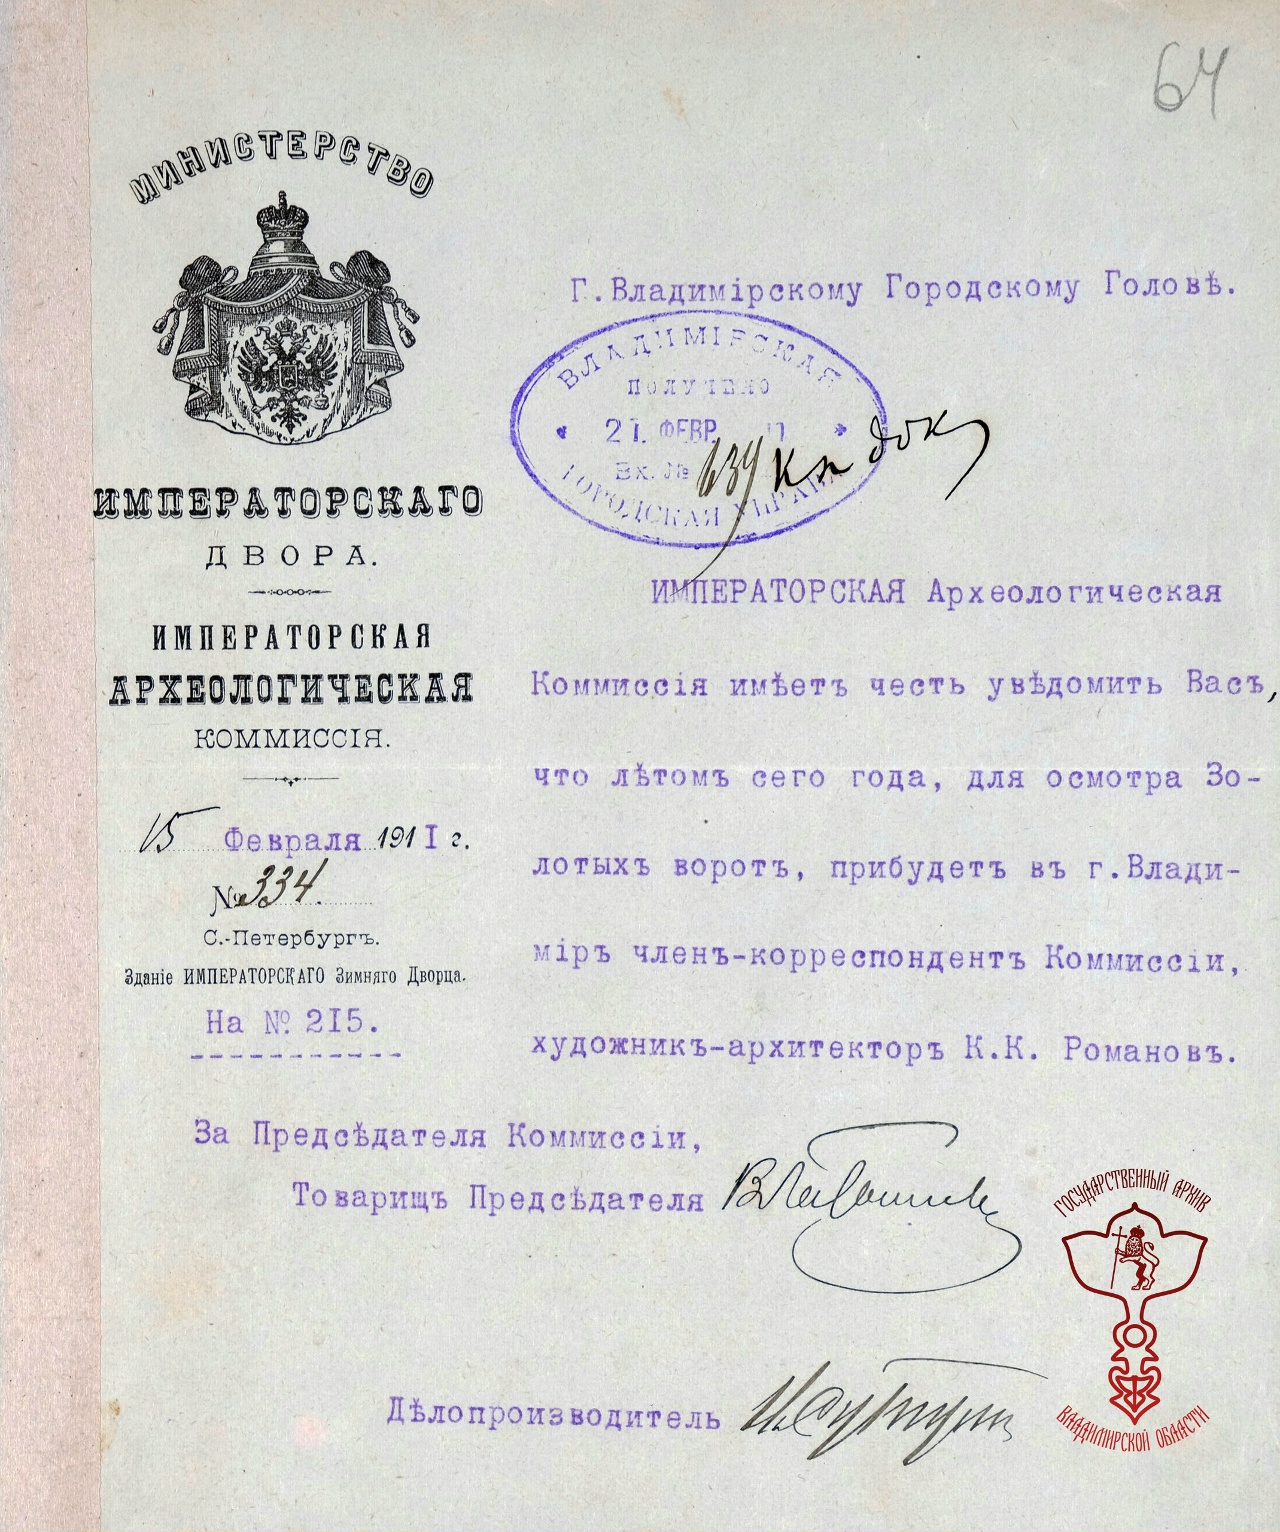 64
МИНИСТЕРСТВО
ИМПЕРАТОРСКАГО
ДВОРА.
ИМПЕРАТОРСКАЯ
АРХЕОЛОГИЧЕСКАЯ
КОММИССІЯ.
15 Февраля 1911 г.
№ 334.
С.-Петербургъ.
Зданіе ИМПЕРАТОРСКАГО Зимняго Дворца.
На № 215.
Г.Владимірскому Городскому Головѣ.
ВЛАДИМІРСКАЯ
ПОЛУЧЕНО
21 ФЕВР. 11
Вх. №
ГОРОДСКАЯ УПРАВА
ИМПЕРАТОРСКАЯ Археологическая
Коммиссія имѣетъ честь увѣдомить Васъ,
что лѣтомъ сего года, для осмотра Зо-
лотыхъ воротъ, прибудетъ въ г.Влади-
міръ членъ-корреспондентъ Коммиссіи,
художникъ-архитекторъ К.К. Романовъ.
За Предсѣдателя Коммиссіи,
Товарищъ Предсѣдателя
Дѣлопроизводитель
ГОСУДАРСТВЕННЫЙ АРХИВ
ВЛАДИМИРСКОЙ ОБЛАСТИ